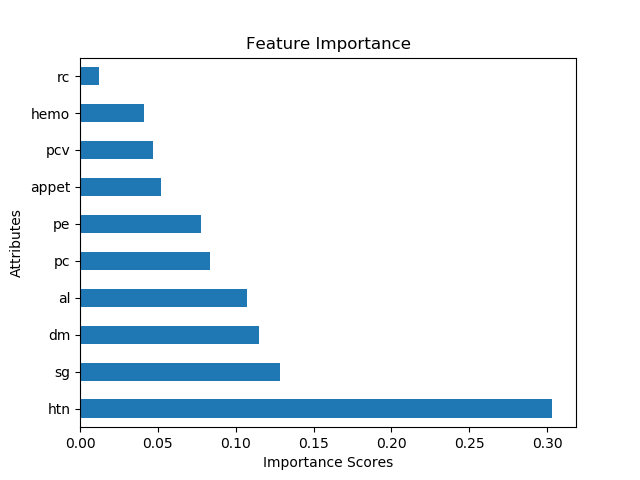 Feature Importance
rc
hemo
pcv
appet
pe
pc
al
dm
sg
htn
Attributes
0.00 0.05 0.10 0.15 0.20 0.25 0.30
Importance Scores